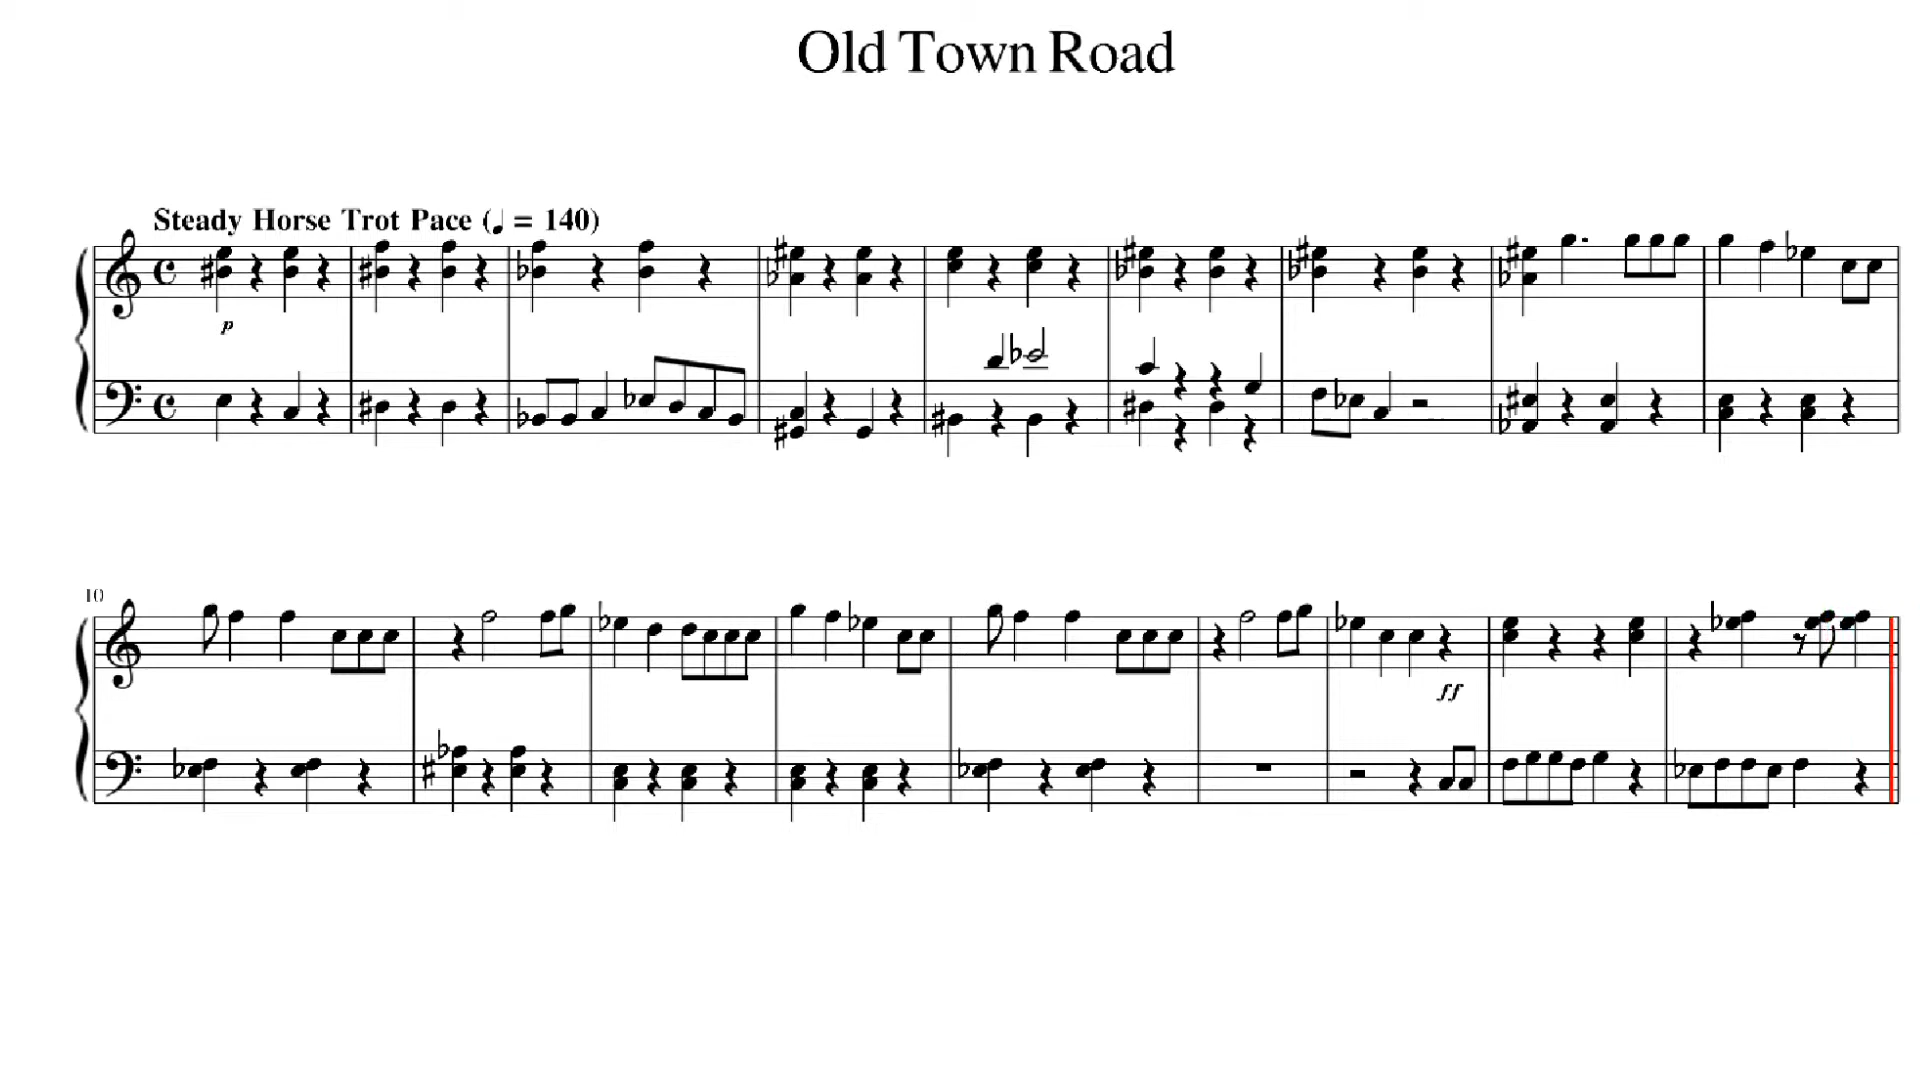 Old Town Road
Steady Horse Trot Pace (♩ = 140)
p
10
ff